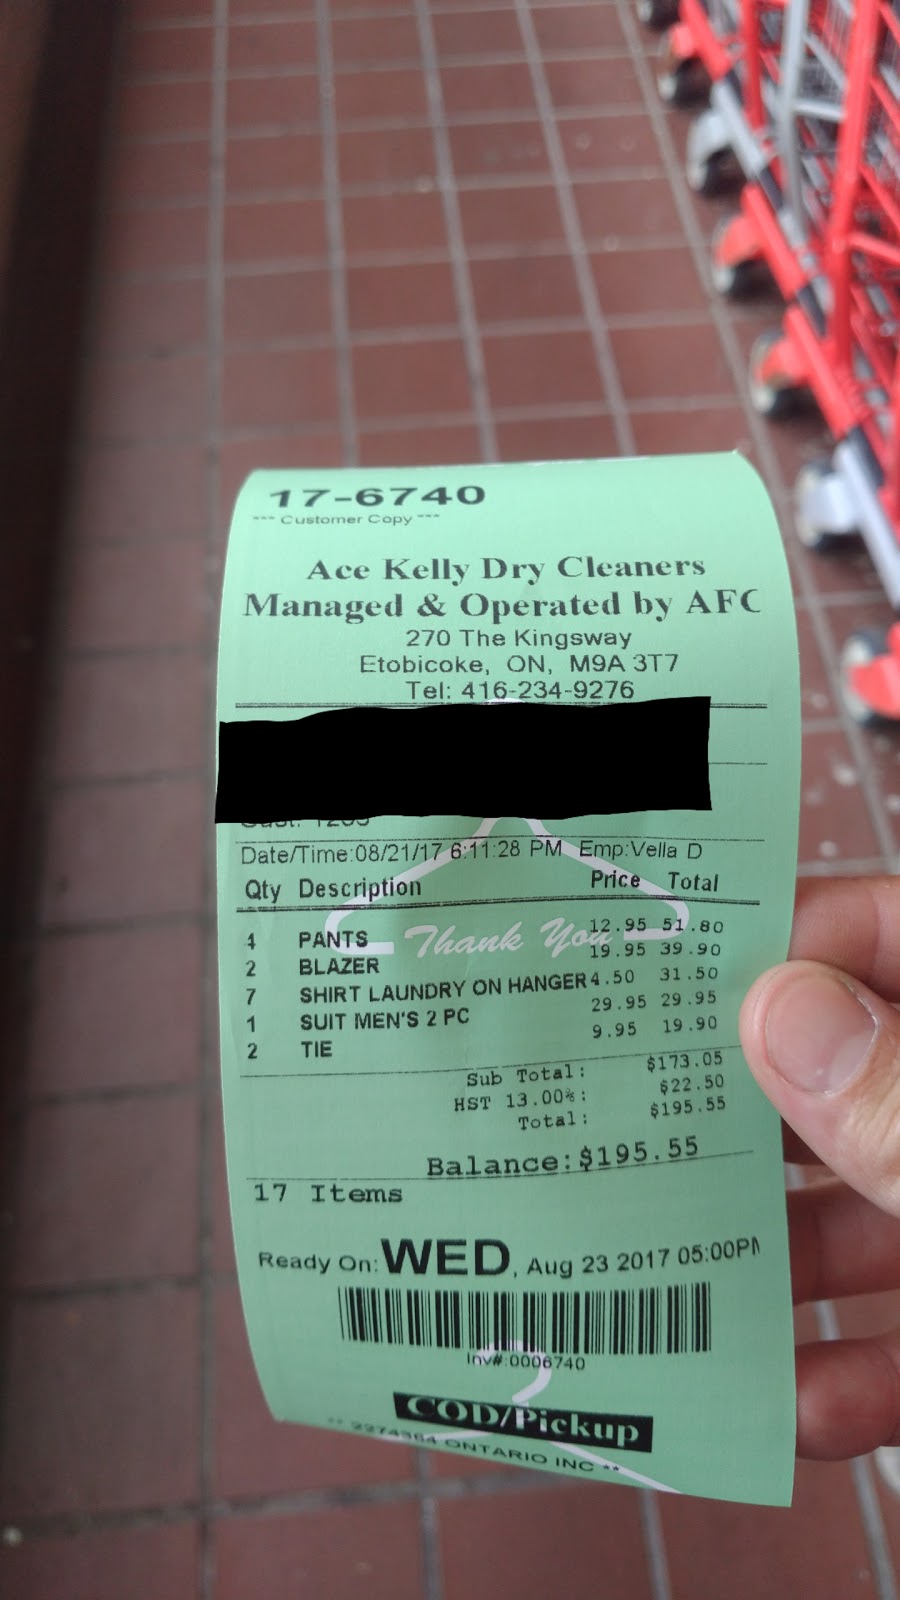 17-6740
*** Customer Copy ***
Ace Kelly Dry Cleaners
Managed & Operated by AFC
270 The Kingsway
Etobicoke, ON, M9A 3T7
Tel: 416-234-9276
Cust: 1203
Date/Time:08/21/17 6:11:28 PM Emp:Vella D
Qty Description Price Total
4 PANTS 12.95 51.80
2 BLAZER 19.95 39.90
7 SHIRT LAUNDRY ON HANGER 4.50 31.50
1 SUIT MEN'S 2 PC 29.95 29.95
2 TIE 9.95 19.90
Thank You
Sub Total: $173.05
HST 13.00%: $22.50
Total: $195.55
Balance:$195.55
17 Items
Ready On: WED, Aug 23 2017 05:00PM
Inv#:0006740
COD/Pickup
** 2274384 ONTARIO INC **